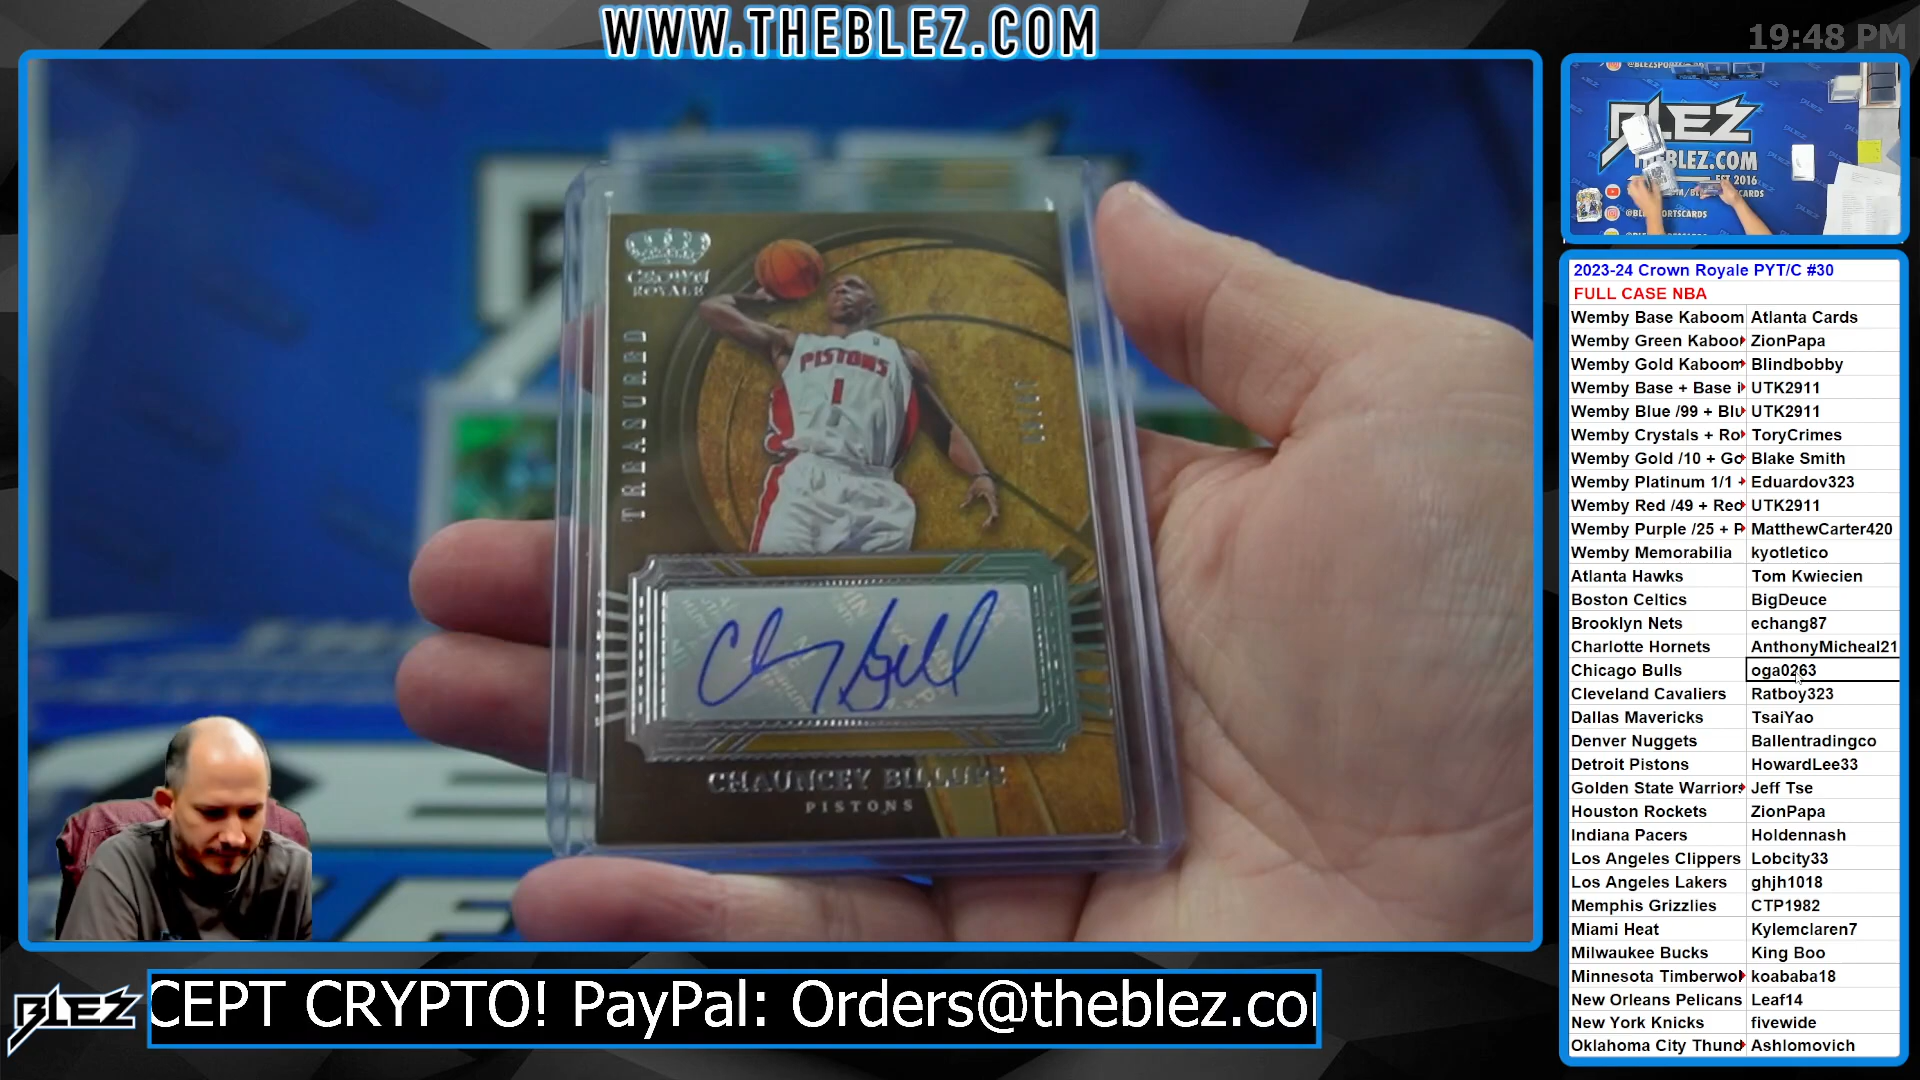 WWW.THEBLEZ.COM
19:48 PM
CROWN
ROYALE
TREASURED
PISTONS
1
CHAUNCEY BILLUPS
PISTONS
BLEZ
THEBLEZ.COM
EST 2016
2023-24 Crown Royale PYT/C #30
FULL CASE NBA
Wemby Base Kaboom Atlanta Cards
Wemby Green Kaboo ZionPapa
Wemby Gold Kaboom Blindbobby
Wemby Base + Base i UTK2911
Wemby Blue /99 + Blu UTK2911
Wemby Crystals + Ro ToryCrimes
Wemby Gold /10 + Go Blake Smith
Wemby Platinum 1/1 + Eduardov323
Wemby Red /49 + Red UTK2911
Wemby Purple /25 + P MatthewCarter420
Wemby Memorabilia kyotletico
Atlanta Hawks Tom Kwiecien
Boston Celtics BigDeuce
Brooklyn Nets echang87
Charlotte Hornets AnthonyMicheal21
Chicago Bulls oga0263
Cleveland Cavaliers Ratboy323
Dallas Mavericks TsaiYao
Denver Nuggets Ballentradingco
Detroit Pistons HowardLee33
Golden State Warriors Jeff Tse
Houston Rockets ZionPapa
Indiana Pacers Holdennash
Los Angeles Clippers Lobcity33
Los Angeles Lakers ghjh1018
Memphis Grizzlies CTP1982
Miami Heat Kylemclaren7
Milwaukee Bucks King Boo
Minnesota Timberwol koababa18
New Orleans Pelicans Leaf14
New York Knicks fivewide
Oklahoma City Thund Ashlomovich
BLEZ
CEPT CRYPTO! PayPal: Orders@theblez.co